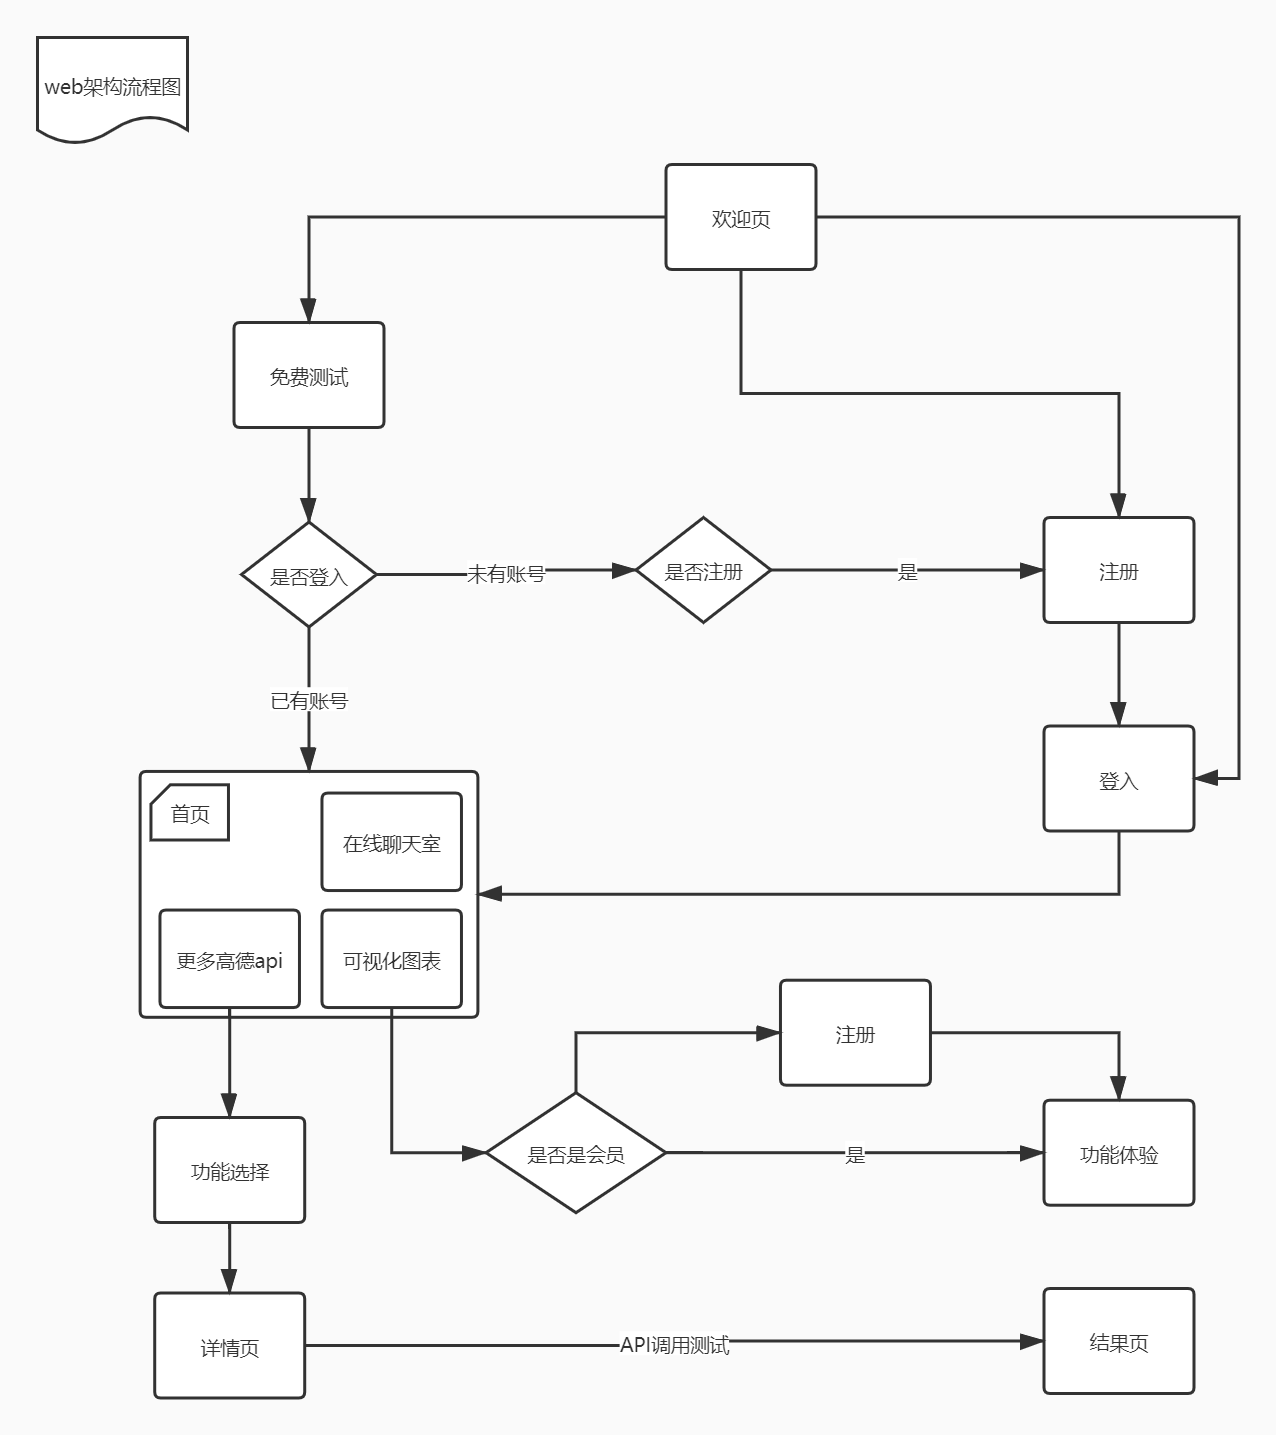 web架构流程图
欢迎页
免费测试
是否登入
未有账号
是否注册
是
注册
已有账号
登入
首页
在线聊天室
更多高德api
可视化图表
注册
是否是会员
是
功能体验
功能选择
详情页
API调用测试
结果页